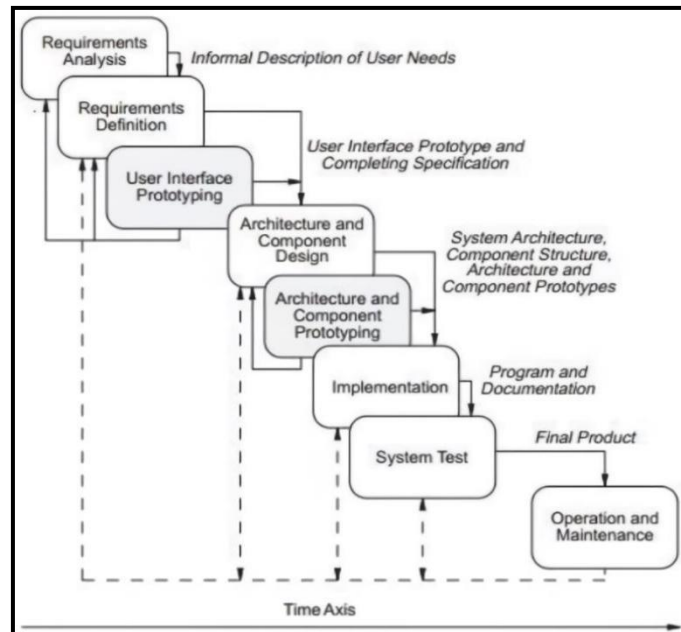 Requirements
Analysis
Informal Description of User Needs
Requirements
Definition
User Interface Prototype and
Completing Specification
User Interface
Prototyping
Architecture and
Component
Design
System Architecture,
Component Structure,
Architecture and
Component Prototypes
Architecture and
Component
Prototyping
Implementation
Program and
Documentation
System Test
Final Product
Operation and
Maintenance
Time Axis